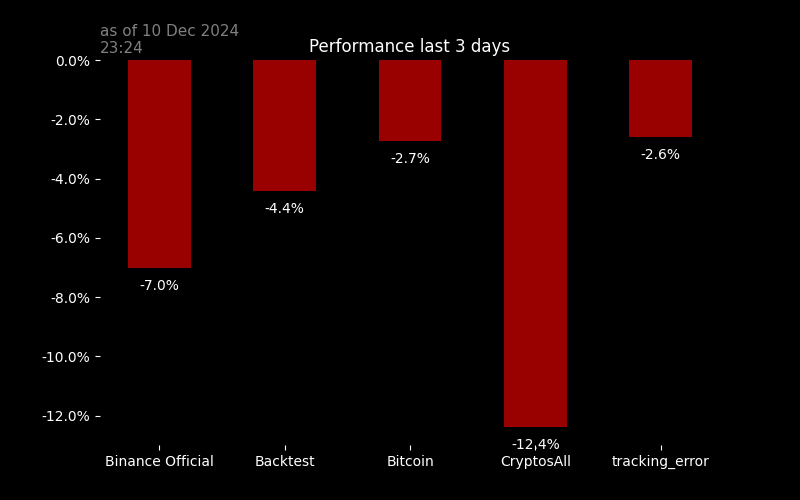 as of 10 Dec 2024
23:24
Performance last 3 days
0.0%
-2.0%
-4.0%
-6.0%
-8.0%
-10.0%
-12.0%
-7.0%
-4.4%
-2.7%
-12.4%
-2.6%
Binance Official
Backtest
Bitcoin
CryptosAll
tracking_error